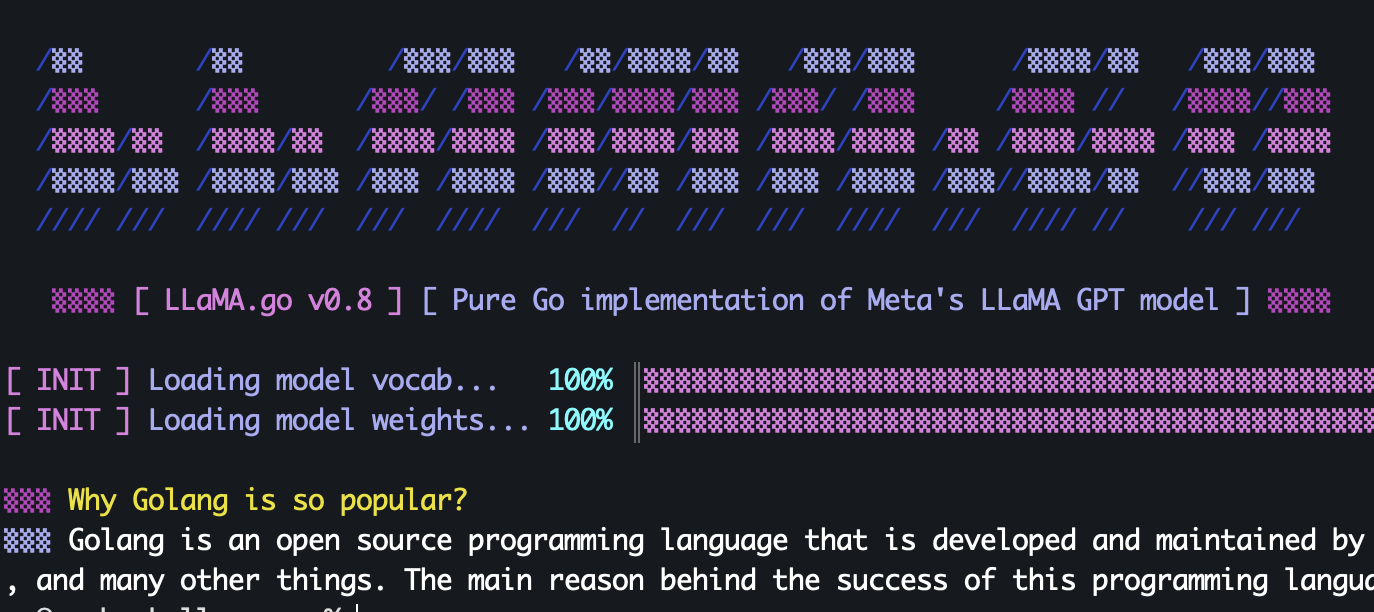 LLaMA.go
[ LLaMA.go v0.8 ] [ Pure Go implementation of Meta's LLaMA GPT model ]
[ INIT ] Loading model vocab... 100%
[ INIT ] Loading model weights... 100%
Why Golang is so popular?
Golang is an open source programming language that is developed and maintained by
, and many other things. The main reason behind the success of this programming